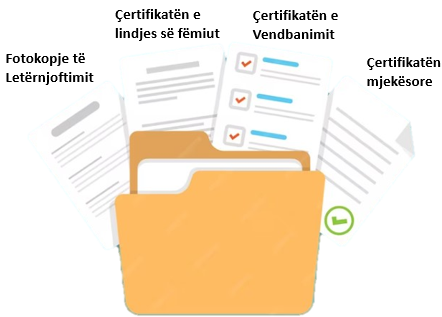 Fotokopje të
Letërnjoftimit
Çertifikatën e
lindjes së fëmiut
Çertifikatën e
Vendbanimit
Çertifikatën
mjekësore